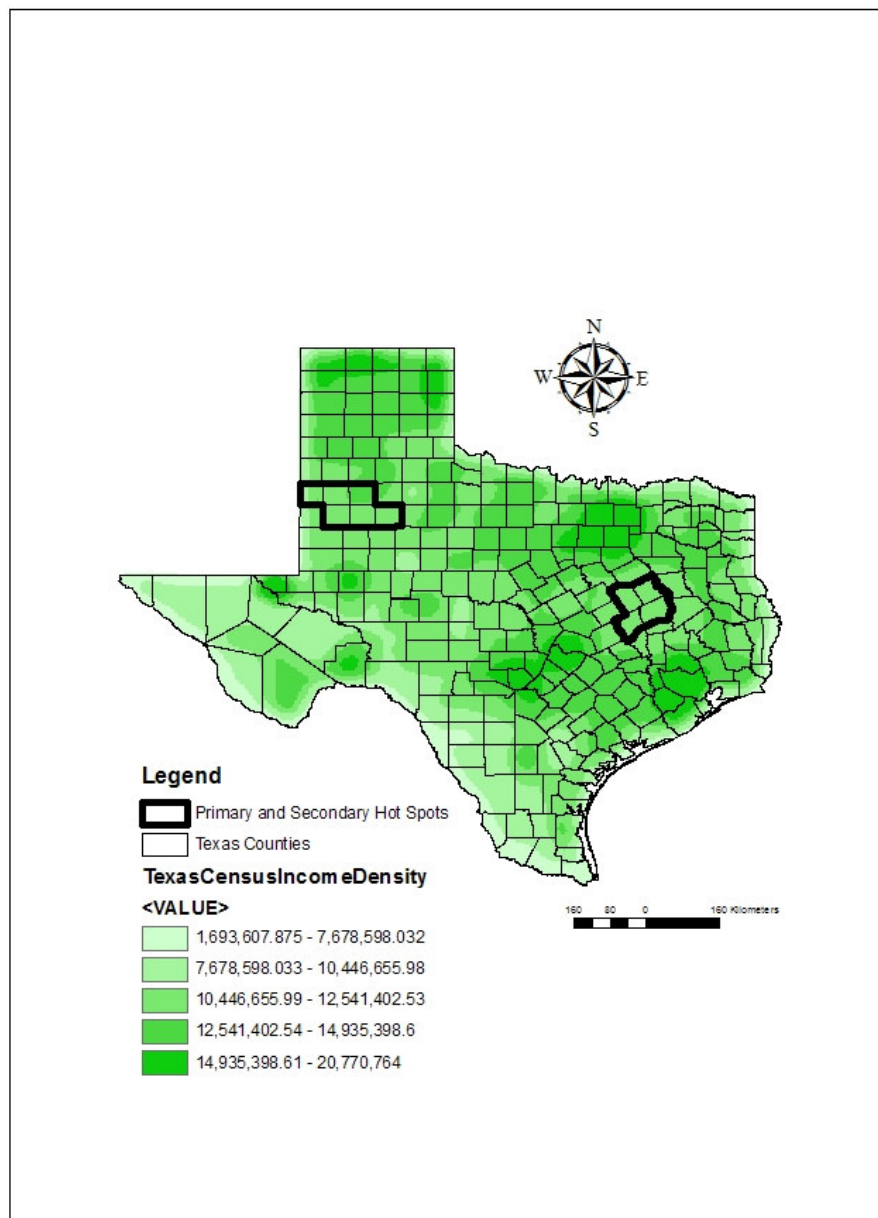 N
W E
S
Legend
Primary and Secondary Hot Spots
Texas Counties
TexasCensusIncomeDensity
<VALUE>
1,693,607.875 - 7,678,598.032
7,678,598.033 - 10,446,655.98
10,446,655.99 - 12,541,402.53
12,541,402.54 - 14,935,398.6
14,935,398.61 - 20,770,764
160 80 0 160 Kilometers